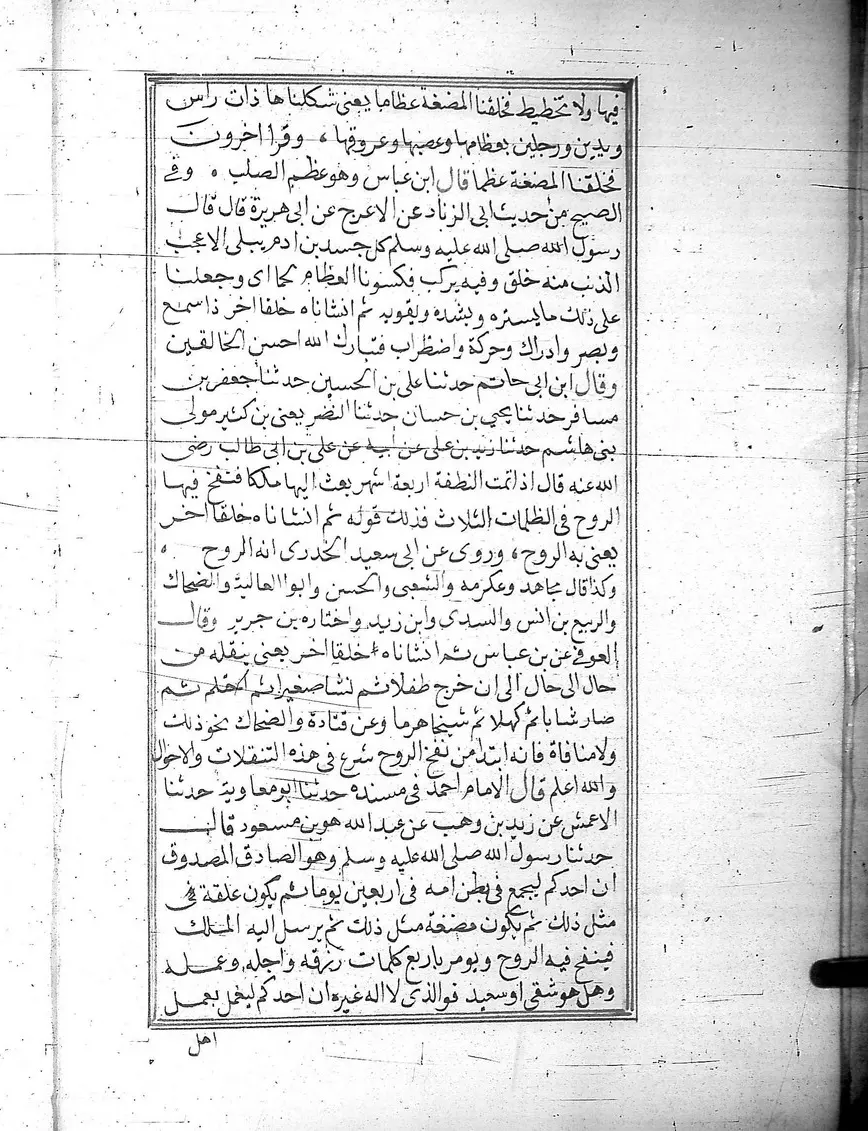 فيها ولا تخطيط فخلقنا المضغة عظاما يعني شكلناها ذات راس
ويدين ورجلين بعظامها وعصبها وعروقها ، وقرا اخرون
فخلقنا المضغة عظما قال ابن عباس وهو عظم الصلب ، وفي
الصحيح من حديث ابي الزناد عن الاعرج عن ابي هريرة قال قال
رسول الله صلى الله عليه وسلم كل جسد بن ادم يبلى الا عجب
الذنب منه خلق وفيه يركب فكسونا العظام لحما اي وجعلنا
على ذلك ما يستره ويشده ويقويه ثم انشاناه خلقا اخر ذا سمع
وبصر وادراك وحركة واضطراب فتبارك الله احسن الخالقين
وقال ابن ابي حاتم حدثنا علي بن الحسين حدثنا جعفر بن
مسافر حدثنا يحيى بن حسان حدثنا النضر يعني بن كثير مولى
بني هاشم حدثنا زيد بن علي عن ابيه عن علي بن ابي طالب رضي
الله عنه قال اذا تمت النطفة اربعة اشهر بعث اليها ملكا فنفخ فيها
الروح في الظلمات الثلاث فذلك قوله ثم انشاناه خلقا اخر
يعني به الروح ، وروى عن ابي سعيد الخدري انه الروح ،
وكذا قال مجاهد وعكرمه والشعبي والحسن وابوا العالية والضحاك
والربيع بن انس والسدي وابن زيد واختاره بن جرير وقال
العوفي عن بن عباس ثم انشاناه خلقا اخر يعني ينقله من
حال الى حال الى ان خرج طفلا ثم نشا صغيرا ثم احتلم ثم
صار شابا ثم كهلا ثم شيخا هرما وعن قتادة والضحاك نحو ذلك
ولا منافاة فانه ابتدا من نفخ الروح شرع في هذه التنقلات والاحوال
والله اعلم قال الامام احمد في مسنده حدثنا ابو معاوية حدثنا
الاعمش عن زيد بن وهب عن عبد الله هو بن مسعود قال
حدثنا رسول الله صلى الله عليه وسلم وهو الصادق المصدوق
ان احدكم ليجمع في بطن امه في اربعين يوما ثم يكون علقة في
مثل ذلك ثم يكون مضغة مثل ذلك ثم يرسل اليه الملك
فينفخ فيه الروح ويومر باربع كلمات رزقه واجله وعمله
وهل هو شقي او سعيد فوالذي لا اله غيره ان احدكم ليعمل بعمل
اهل